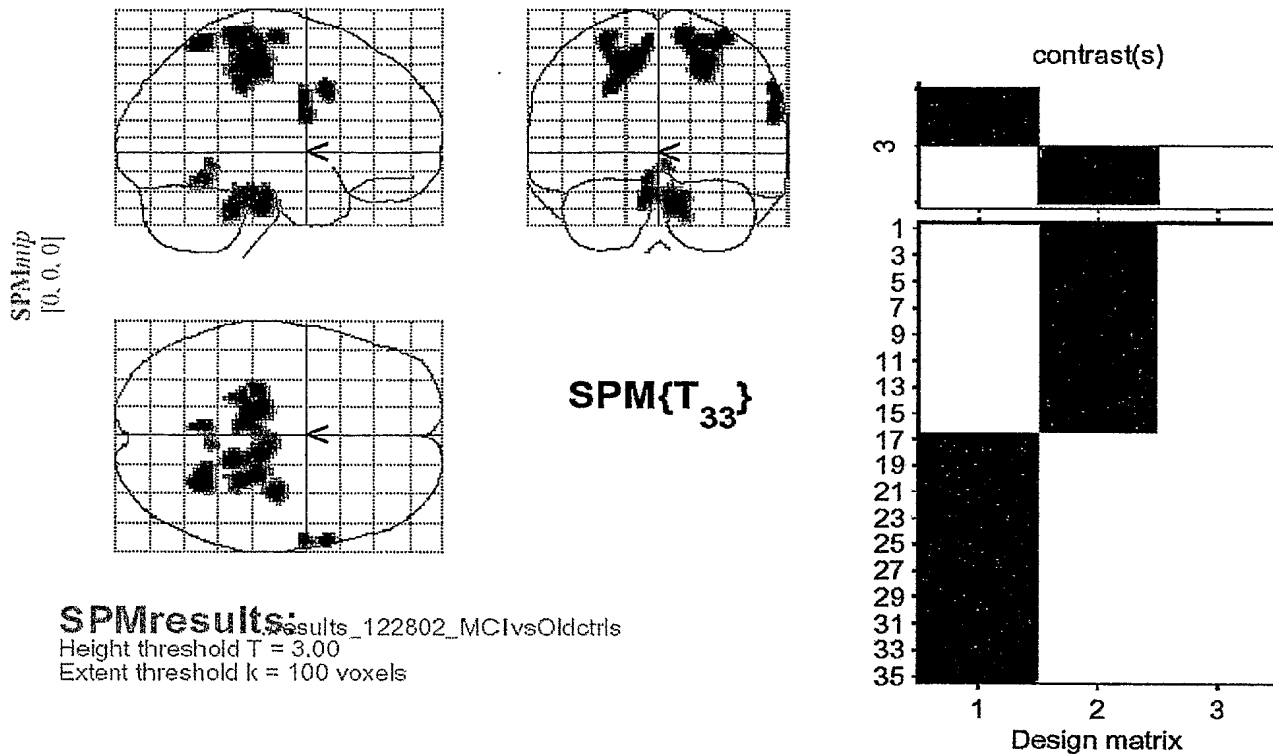 SPMmip
[0, 0, 0]
SPM{T33}
SPMresults: .\results_122802_MCIvsOldctrls
Height threshold T = 3.00
Extent threshold k = 100 voxels
contrast(s)
3
1
3
5
7
9
11
13
15
17
19
21
23
25
27
29
31
33
35
1 2 3
Design matrix